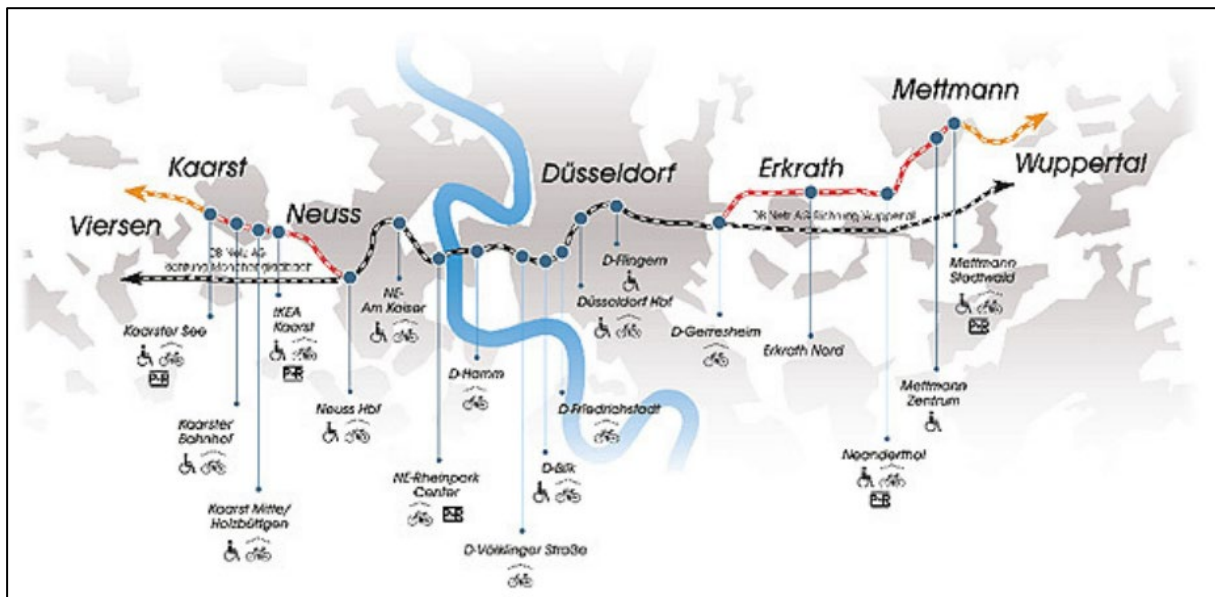 Mettmann
Kaarst
Düsseldorf
Erkrath
Wuppertal
Neuss
Viersen
DB Netz AG Richtung Wuppertal
DB Netz AG
Richtung Mönchengladbach
D-Flingern
NE-
Am Kaiser
Düsseldorf Hbf
Mettmann
Stadtwald
IKEA
Kaarst
Kaarster See
D-Gerresheim
Erkrath Nord
D-Hamm
Mettmann
Zentrum
Neuss Hbf
D-Friedrichstadt
Kaarster
Bahnhof
Neanderthal
D-Bilk
NE-Rheinpark
Center
P+R
Kaarst Mitte/
Holzbüttgen
D-Völklinger Straße